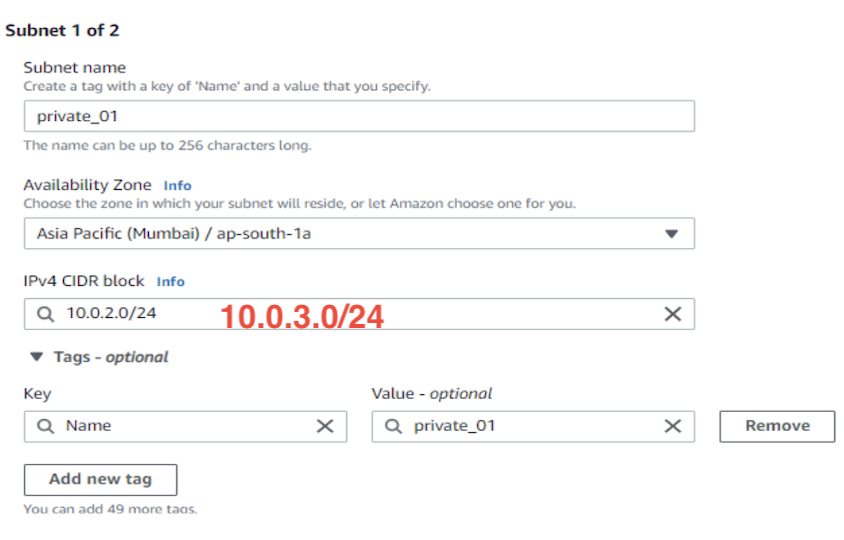 Subnet 1 of 2
Subnet name
Create a tag with a key of 'Name' and a value that you specify.
private_01
The name can be up to 256 characters long.
Availability Zone Info
Choose the zone in which your subnet will reside, or let Amazon choose one for you.
Asia Pacific (Mumbai) / ap-south-1a
IPv4 CIDR block Info
10.0.2.0/24 10.0.3.0/24
Tags - optional
Key Value - optional
Name private_01 Remove
Add new tag
You can add 49 more tags.